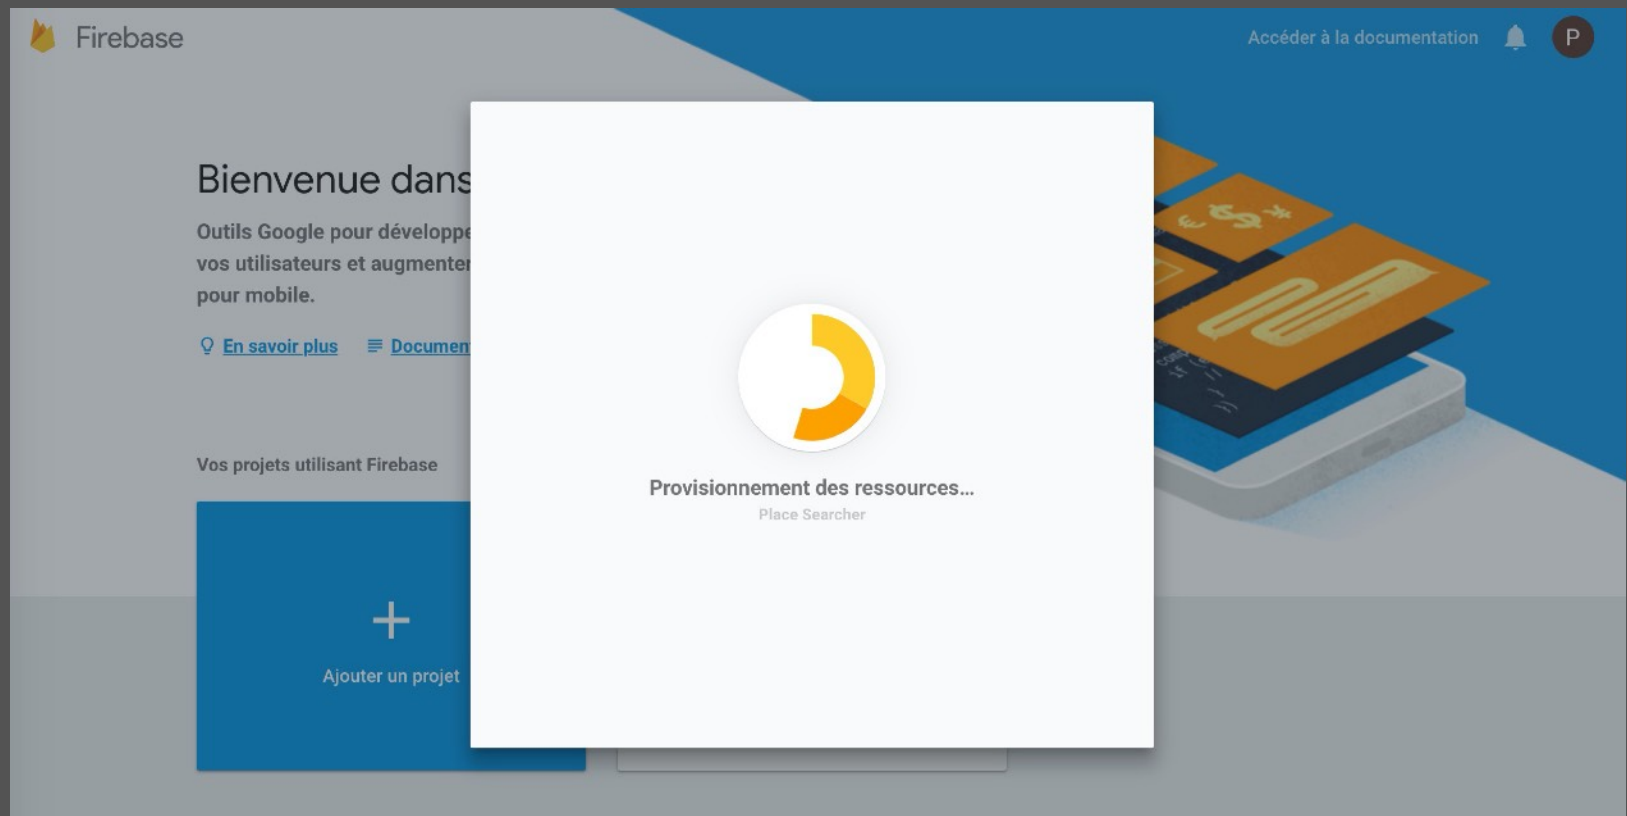 Firebase
Accéder à la documentation
P
Bienvenue dans
Outils Google pour développe
vos utilisateurs et augmenter
pour mobile.
En savoir plus
Documen
Vos projets utilisant Firebase
Ajouter un projet
Provisionnement des ressources…
Place Searcher